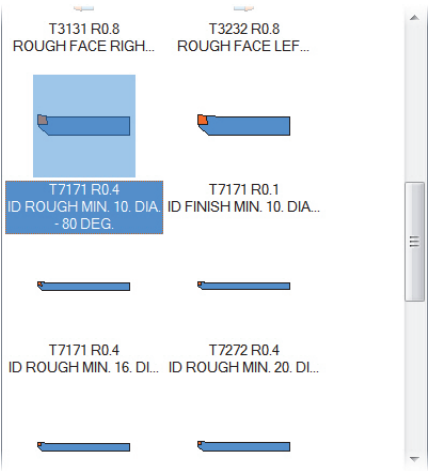 T3131 R0.8
ROUGH FACE RIGH...
T3232 R0.8
ROUGH FACE LEF...
T7171 R0.4
ID ROUGH MIN. 10. DIA.
- 80 DEG.
T7171 R0.1
ID FINISH MIN. 10. DIA...
T7171 R0.4
ID ROUGH MIN. 16. DI...
T7272 R0.4
ID ROUGH MIN. 20. DI...